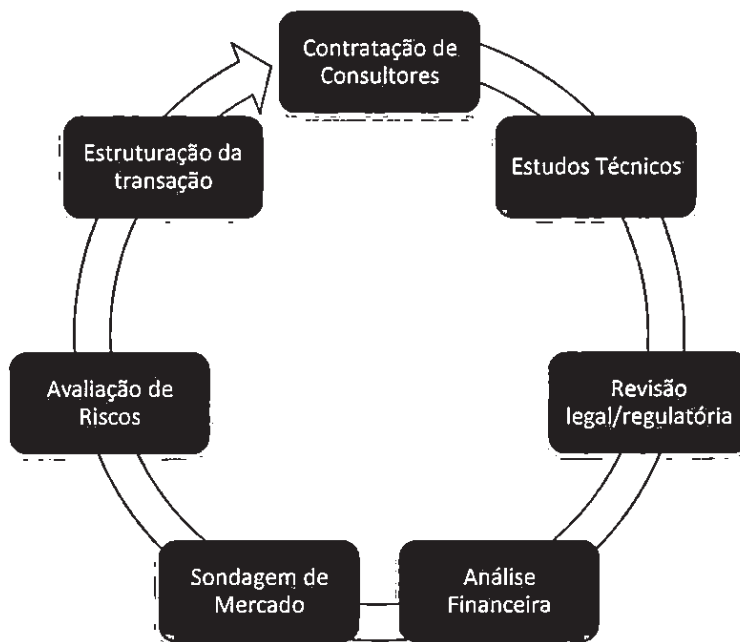 Contratação de
Consultores
Estudos Técnicos
Revisão
legal/regulatória
Análise
Financeira
Sondagem de
Mercado
Avaliação de
Riscos
Estruturação da
transação